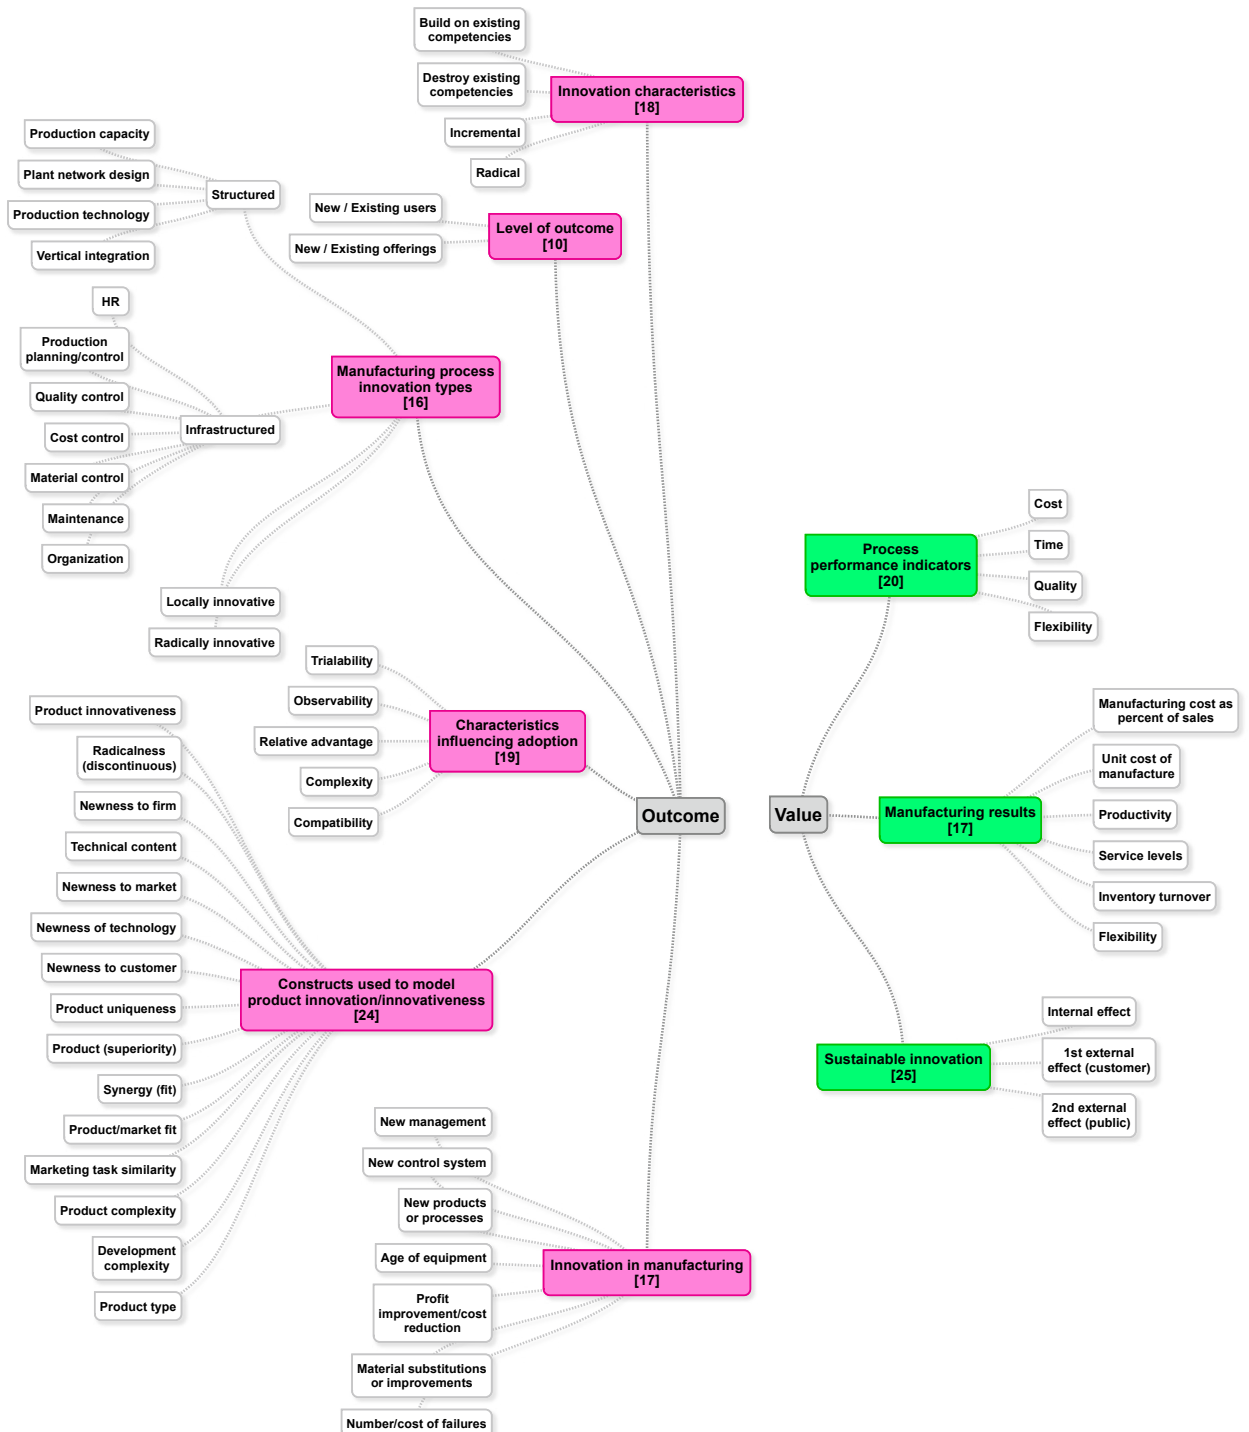 Build on existing
competencies
Destroy existing
competencies
Incremental
Radical
Innovation characteristics
[18]
New / Existing users
New / Existing offerings
Level of outcome
[10]
Production capacity
Plant network design
Production technology
Vertical integration
Structured
HR
Production
planning/control
Quality control
Cost control
Material control
Maintenance
Organization
Infrastructured
Manufacturing process
innovation types
[16]
Locally innovative
Radically innovative
Trialability
Observability
Relative advantage
Complexity
Compatibility
Characteristics
influencing adoption
[19]
Product innovativeness
Radicalness
(discontinuous)
Newness to firm
Technical content
Newness to market
Newness of technology
Newness to customer
Product uniqueness
Product (superiority)
Synergy (fit)
Product/market fit
Marketing task similarity
Product complexity
Development
complexity
Product type
Constructs used to model
product innovation/innovativeness
[24]
New management
New control system
New products
or processes
Age of equipment
Profit
improvement/cost
reduction
Material substitutions
or improvements
Number/cost of failures
Innovation in manufacturing
[17]
Outcome
Value
Process
performance indicators
[20]
Cost
Time
Quality
Flexibility
Manufacturing results
[17]
Manufacturing cost as
percent of sales
Unit cost of
manufacture
Productivity
Service levels
Inventory turnover
Flexibility
Sustainable innovation
[25]
Internal effect
1st external
effect (customer)
2nd external
effect (public)